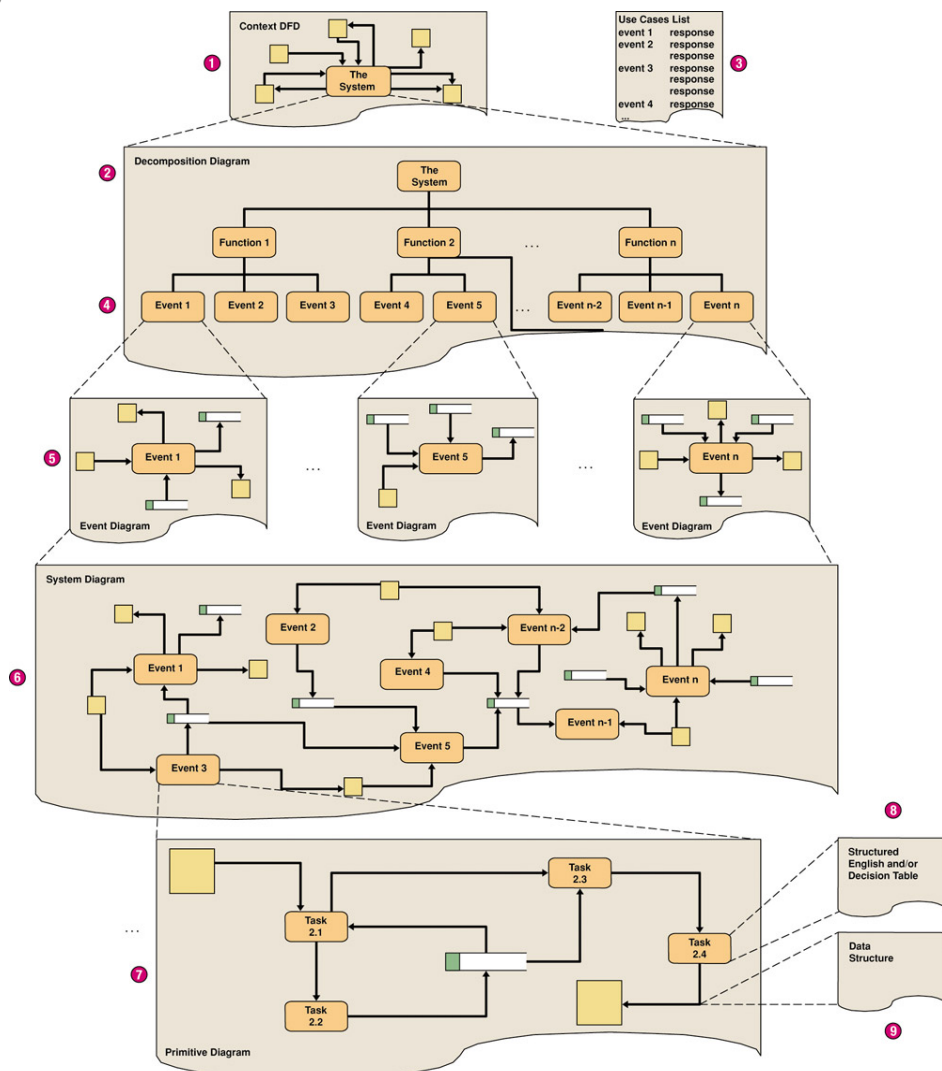 Context DFD
1
The
System
Use Cases List
event 1 response
event 2 response
response
event 3 response
response
response
event 4 response
...
3
2
Decomposition Diagram
The
System
Function 1
Function 2
...
Function n
4
Event 1
Event 2
Event 3
Event 4
Event 5
...
Event n-2
Event n-1
Event n
5
Event 1
Event Diagram
...
Event 5
Event Diagram
...
Event n
Event Diagram
System Diagram
6
Event 2
Event n-2
Event 1
Event 4
Event n
Event n-1
Event 5
Event 3
8
Structured
English and/or
Decision Table
...
7
Task
2.1
Task
2.3
Task
2.4
Task
2.2
Data
Structure
9
Primitive Diagram